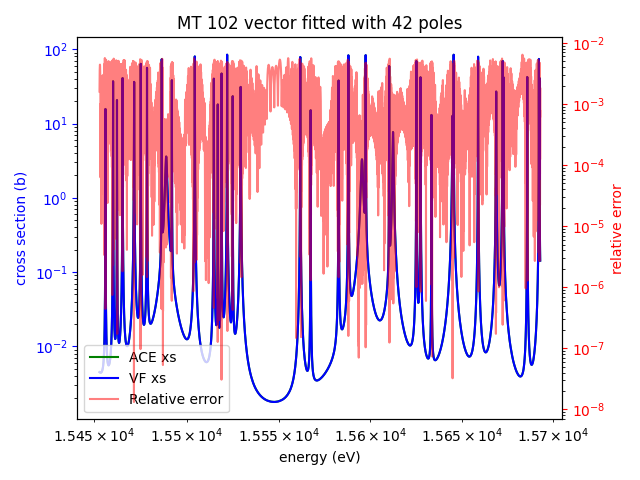 MT 102 vector fitted with 42 poles
10²
10¹
10⁰
10⁻¹
10⁻²
cross section (b)
10⁻²
10⁻³
10⁻⁴
10⁻⁵
10⁻⁶
10⁻⁷
10⁻⁸
relative error
ACE xs
VF xs
Relative error
1.545 × 10⁴ 1.55 × 10⁴ 1.555 × 10⁴ 1.56 × 10⁴ 1.565 × 10⁴ 1.57 × 10⁴
energy (eV)